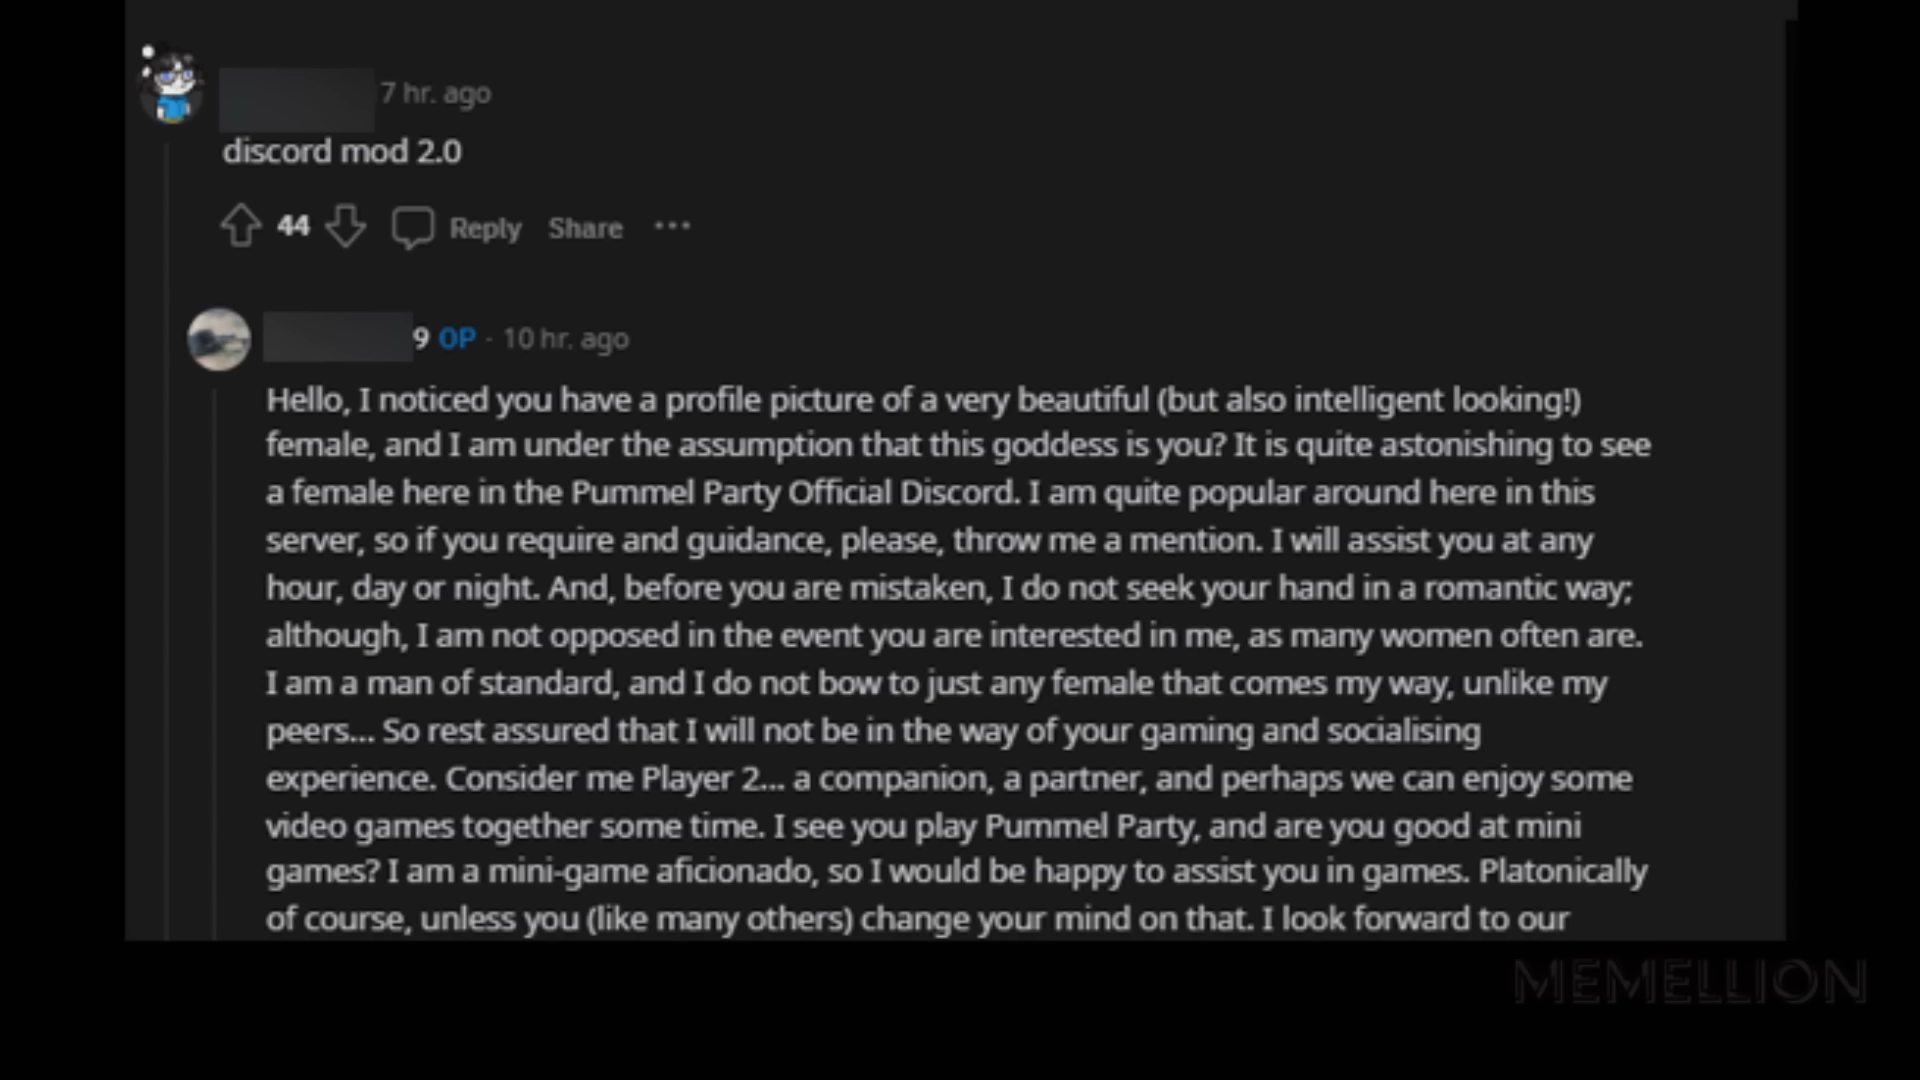 7 hr. ago
discord mod 2.0
44 Reply Share ...
9 OP · 10 hr. ago
Hello, I noticed you have a profile picture of a very beautiful (but also intelligent looking!)
female, and I am under the assumption that this goddess is you? It is quite astonishing to see
a female here in the Pummel Party Official Discord. I am quite popular around here in this
server, so if you require and guidance, please, throw me a mention. I will assist you at any
hour, day or night. And, before you are mistaken, I do not seek your hand in a romantic way;
although, I am not opposed in the event you are interested in me, as many women often are.
I am a man of standard, and I do not bow to just any female that comes my way, unlike my
peers... So rest assured that I will not be in the way of your gaming and socialising
experience. Consider me Player 2... a companion, a partner, and perhaps we can enjoy some
video games together some time. I see you play Pummel Party, and are you good at mini
games? I am a mini-game aficionado, so I would be happy to assist you in games. Platonically
of course, unless you (like many others) change your mind on that. I look forward to our
MEMELLION